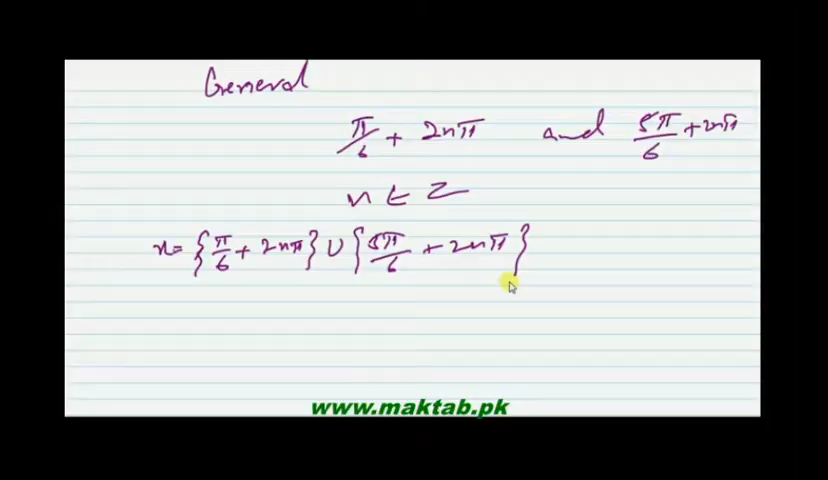 General
π/6 + 2nπ and 5π/6 + 2nπ
n ∈ Z
x = {π/6 + 2nπ} ∪ {5π/6 + 2nπ}
www.maktab.pk